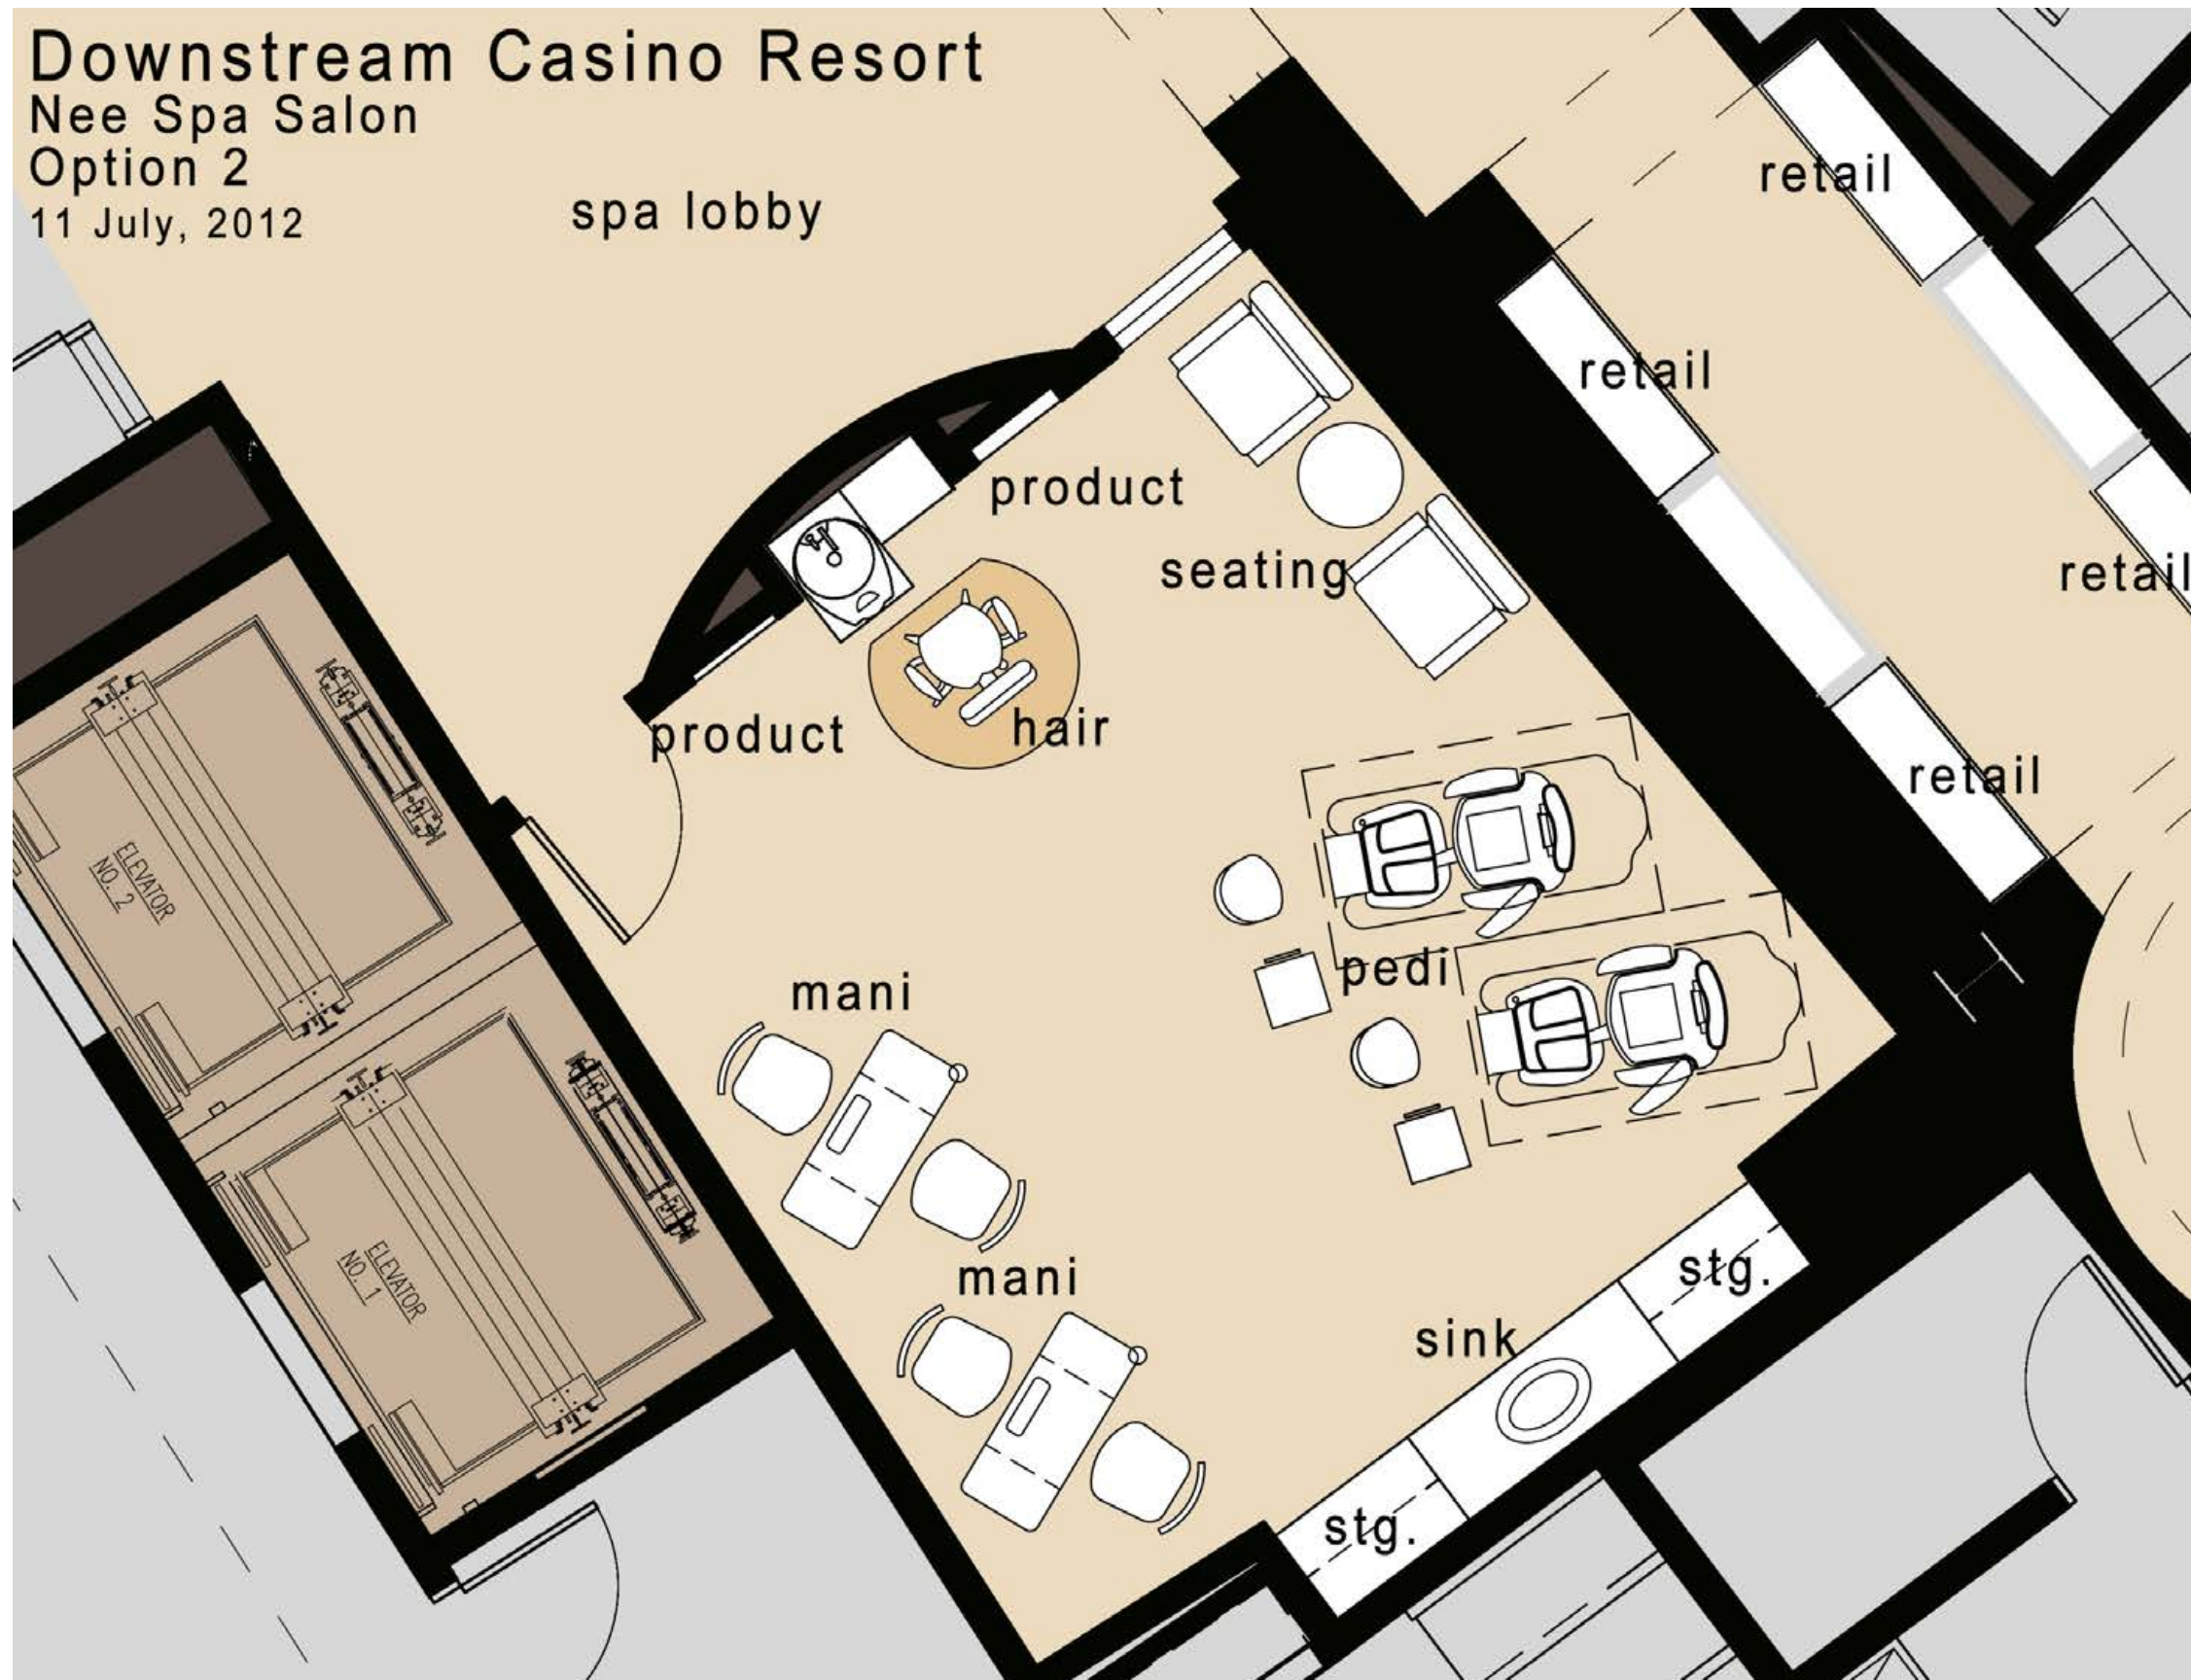 Downstream Casino Resort
Nee Spa Salon
Option 2
11 July, 2012
spa lobby
retail
retail
product
seating
retail
product
hair
retail
ELEVATOR
NO. 2
pedi
mani
mani
ELEVATOR
NO. 1
stg.
sink
stg.